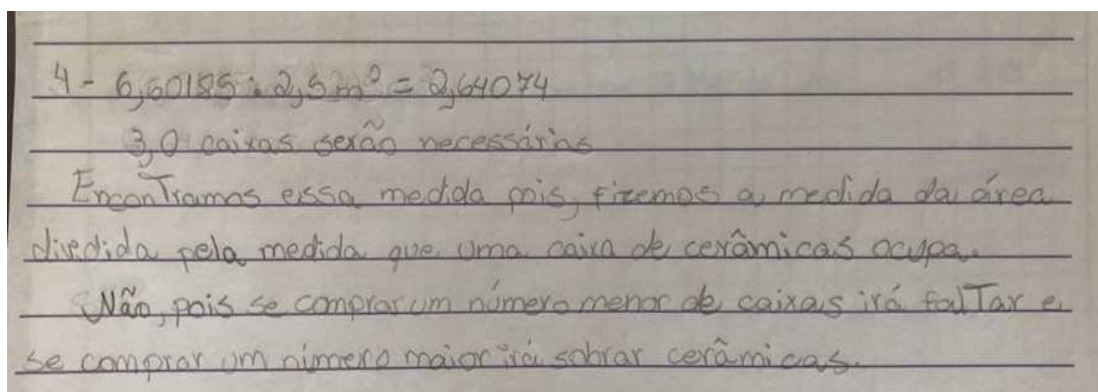 4 - 6,60185 : 2,5 m² = 2,64074
3,0 caixas serão necessárias
Encontramos essa medida pois, fizemos a medida da área
divedida pela medida que uma caixa de cerâmicas ocupa.
Não, pois se comprar um número menor de caixas irá faltar e
se comprar um número maior irá sobrar cerâmicas.